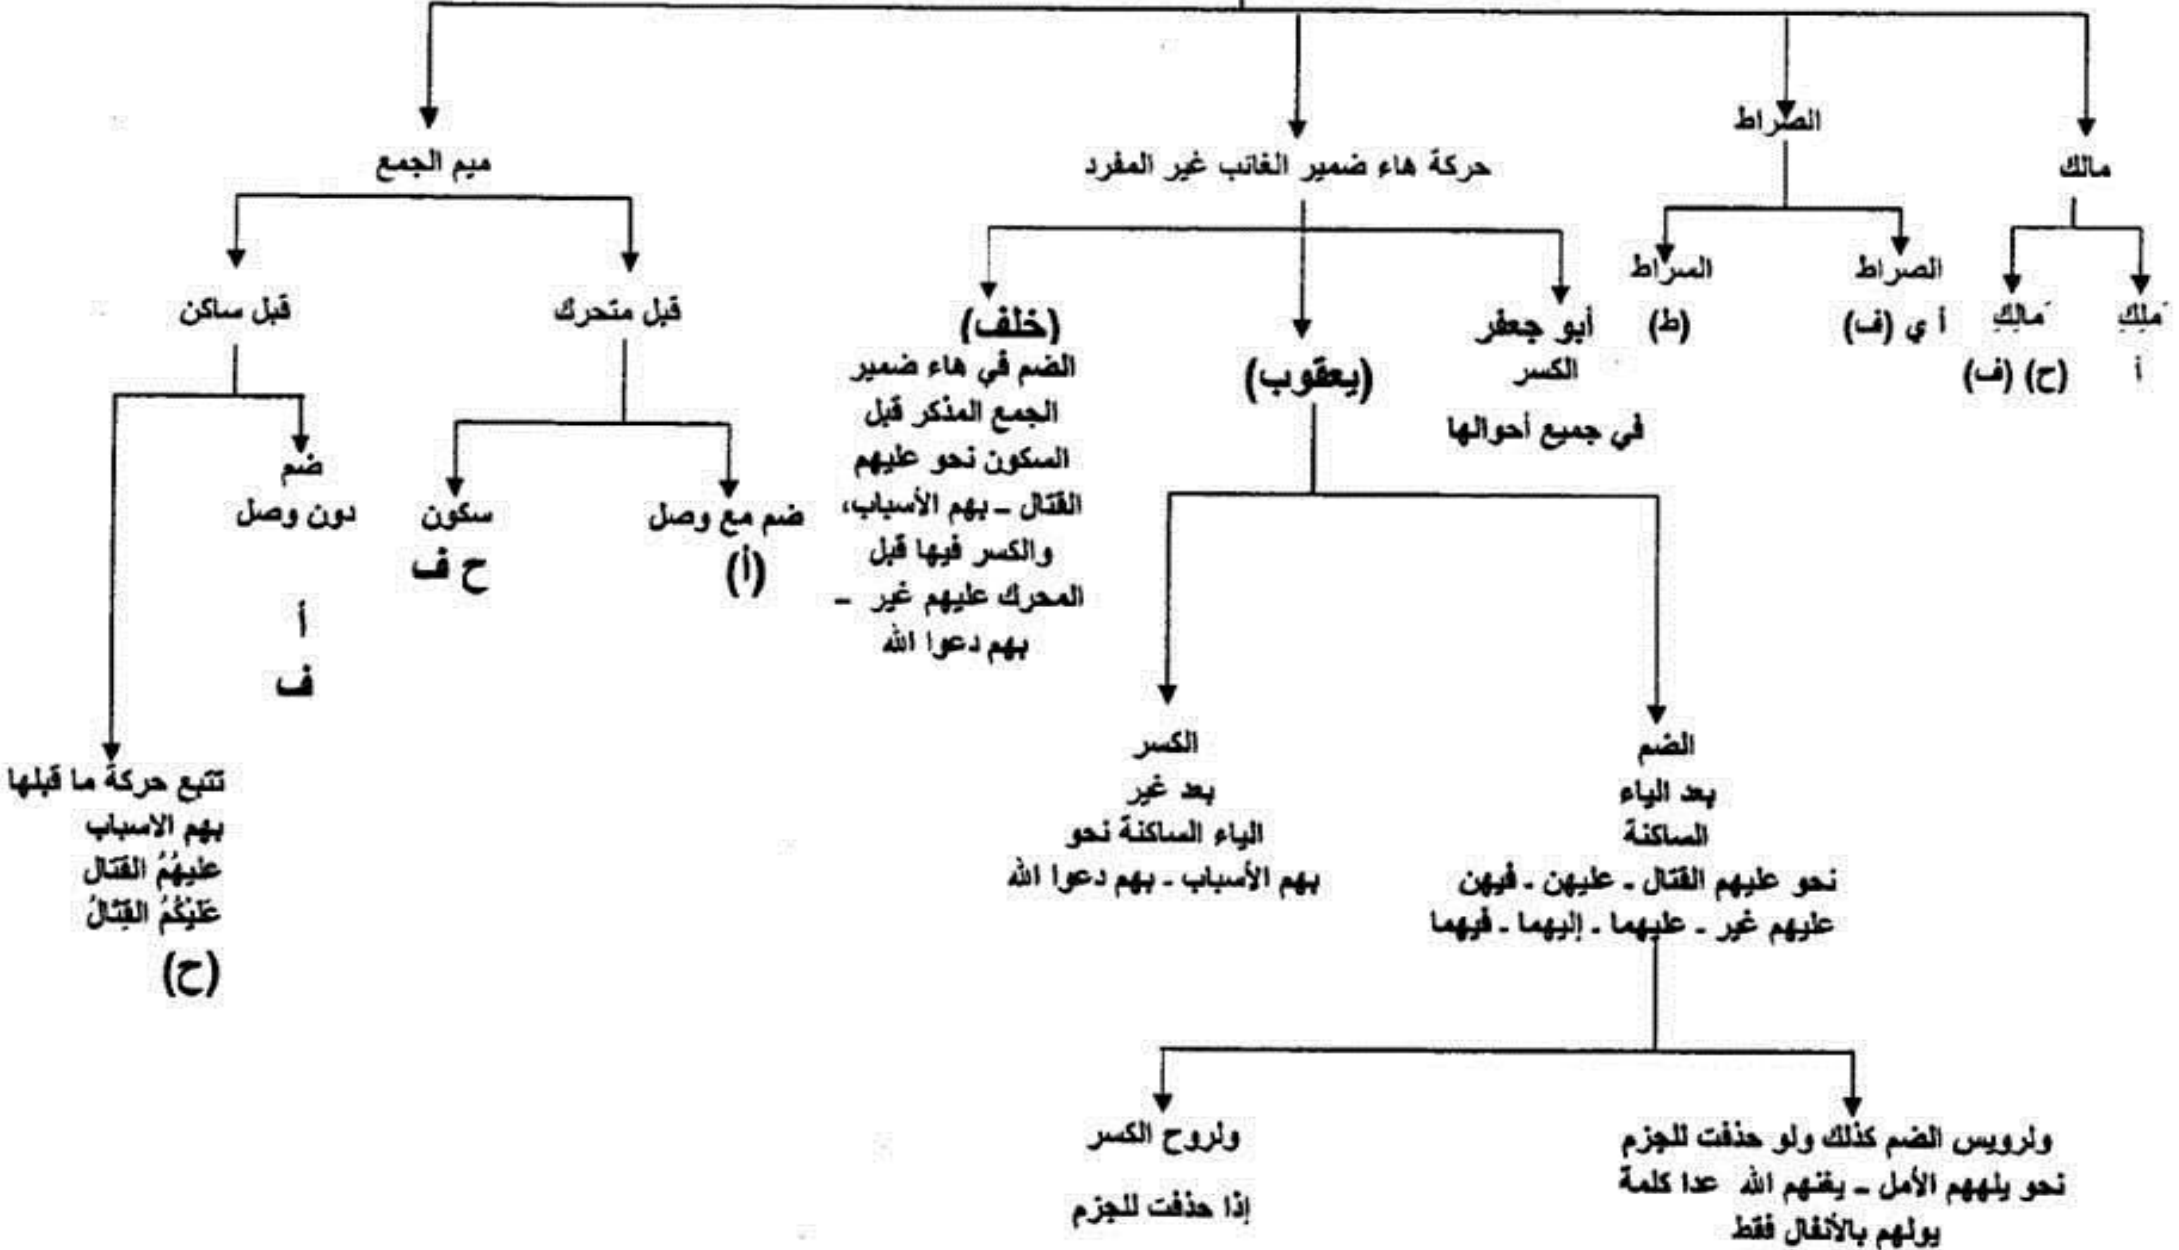 مالك
مَلِكِ
أ
مَالِكِ
(ح) (ف)
الصراط
الصراط
أ ي (ف)
السراط
(ط)
حركة هاء ضمير الغائب غير المفرد
أبو جعفر
الكسر
في جميع أحوالها
(يعقوب)
الضم
بعد الياء
الساكنة
نحو عليهم القتال ـ عليهن ـ فيهن
عليهم غير ـ عليهما ـ إليهما ـ فيهما
ولرويس الضم كذلك ولو حذفت للجزم
نحو يلههم الأمل ـ يغنهم الله عدا كلمة
يولهم بالأنفال فقط
ولروح الكسر
إذا حذفت للجزم
الكسر
بعد غير
الياء الساكنة نحو
بهم الأسباب ـ بهم دعوا الله
(خلف)
الضم في هاء ضمير
الجمع المذكر قبل
السكون نحو عليهم
القتال ـ بهم الأسباب،
والكسر فيها قبل
المحرك عليهم غير ـ
بهم دعوا الله
ميم الجمع
قبل متحرك
ضم مع وصل
(أ)
سكون
ح ف
قبل ساكن
ضم
دون وصل
أ
ف
تتبع حركة ما قبلها
بهم الاسباب
عليهُمُ القتال
عَلَيْكُمُ القِتَالُ
(ح)